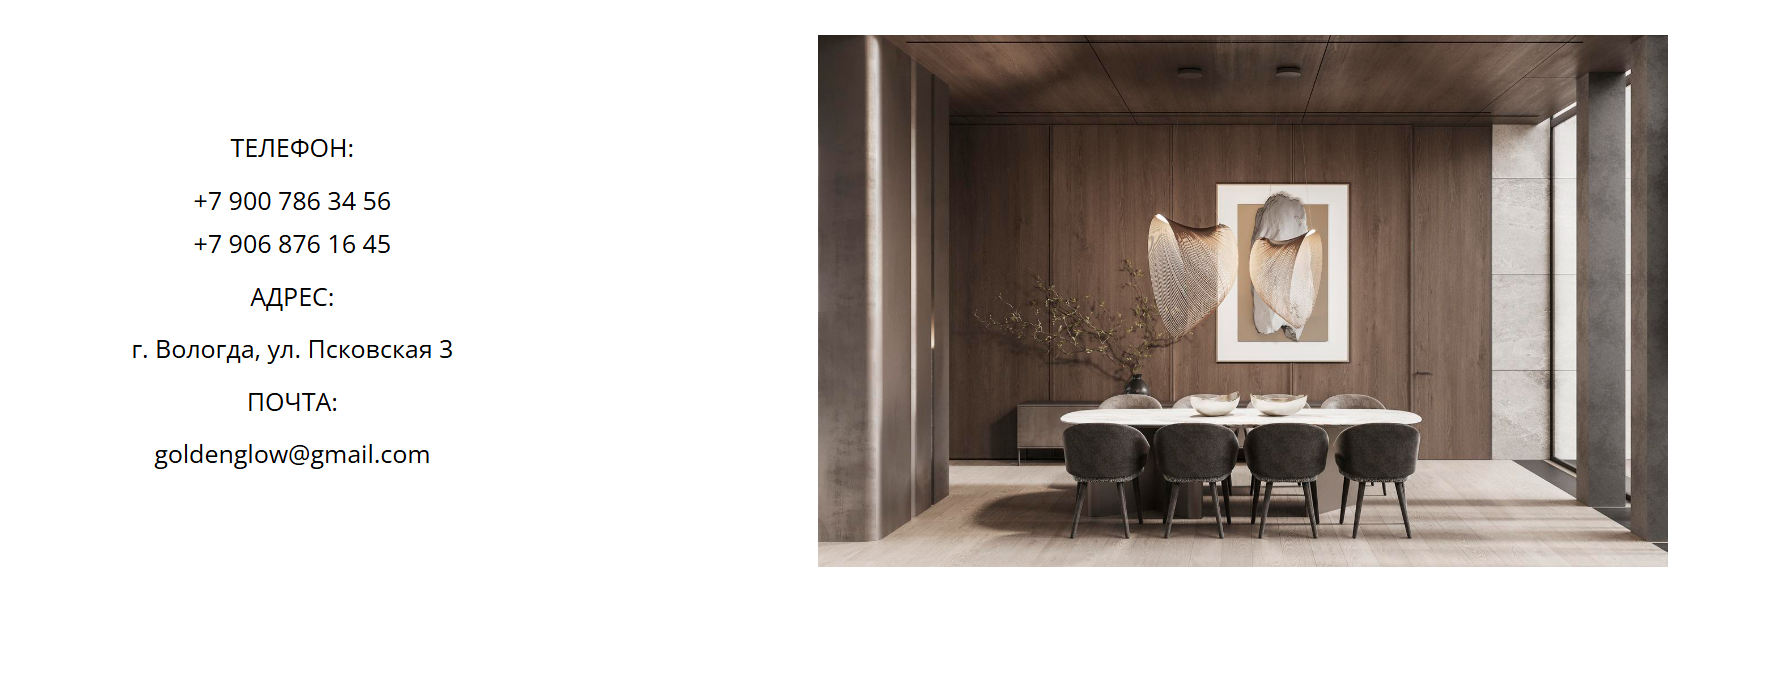 ТЕЛЕФОН:
+7 900 786 34 56
+7 906 876 16 45
АДРЕС:
г. Вологда, ул. Псковская 3
ПОЧТА:
goldenglow@gmail.com